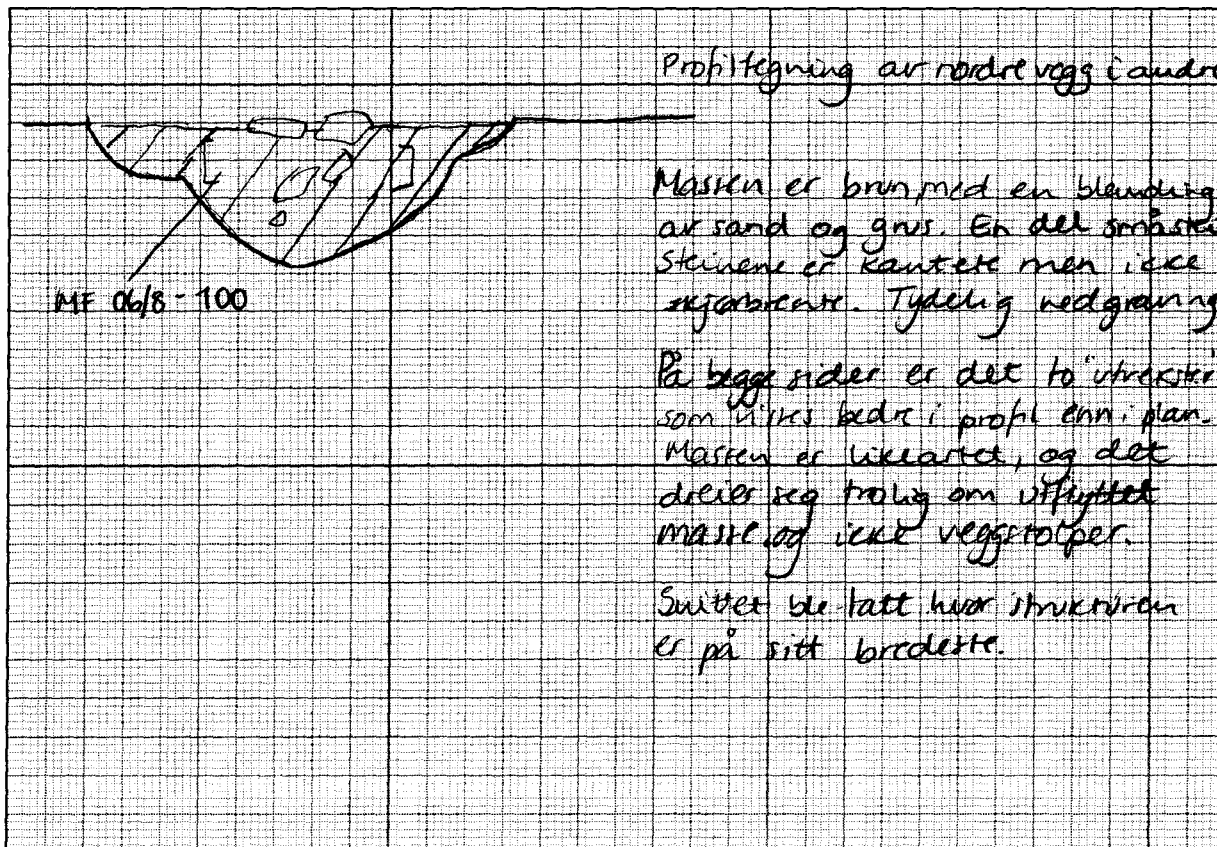 Profiltegning av nordre vegg i andre
Massen er brun, med en blanding
av sand og grus. En del småstei
Steinene er kantete men ikke
skjørbrente. Tydelig nedgraving
MF 06/8-100
På begge sider er det to "utvekster"
som vises bedre i profil enn i plan.
Massen er likeartet, og det
dreier seg trolig om utflyttet
masse og ikke veggstolper.
Snittet ble tatt hvor strukturen
er på sitt bredeste.